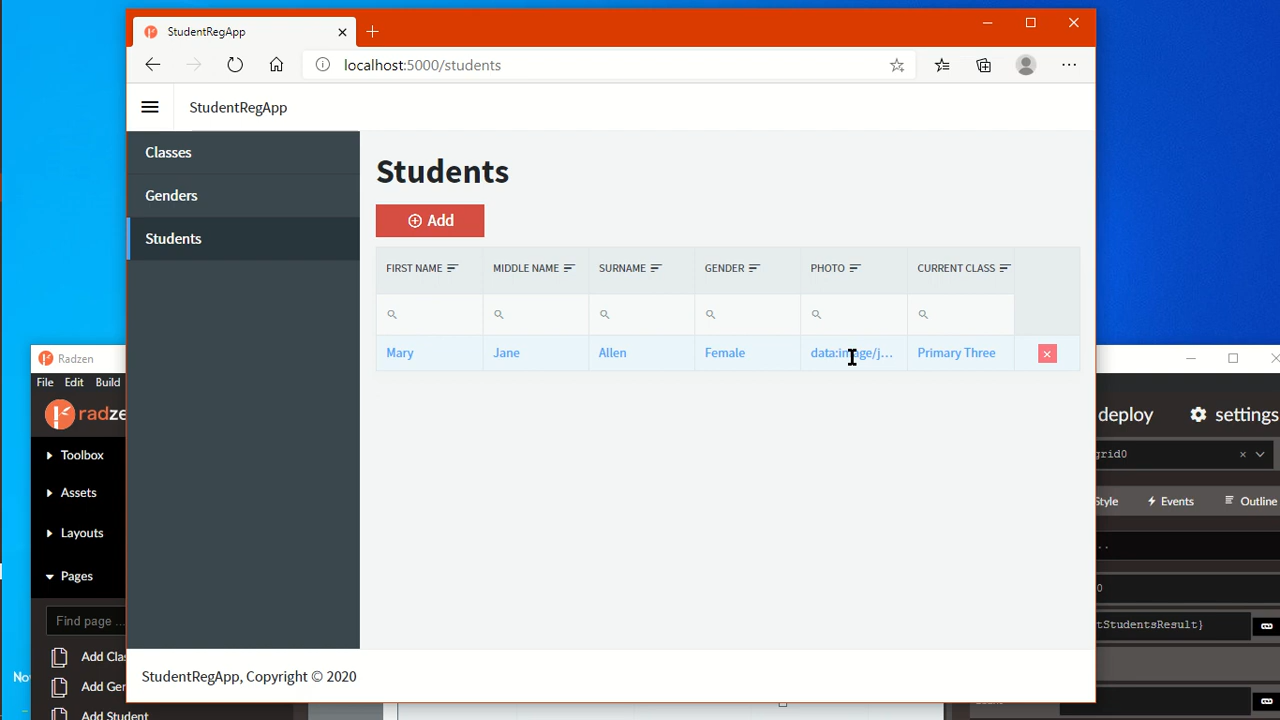 StudentRegApp
localhost:5000/students
StudentRegApp
Classes
Genders
Students
Students
Add
FIRST NAME MIDDLE NAME SURNAME GENDER PHOTO CURRENT CLASS
Mary Jane Allen Female data:image/j... Primary Three
StudentRegApp, Copyright © 2020
Radzen
File Edit Build
radze
Toolbox
Assets
Layouts
Pages
Find page ...
Add Cla
Add Gen
Add Student
No
deploy settings
grid0
Style Events Outline
..
0
tStudentsResult}